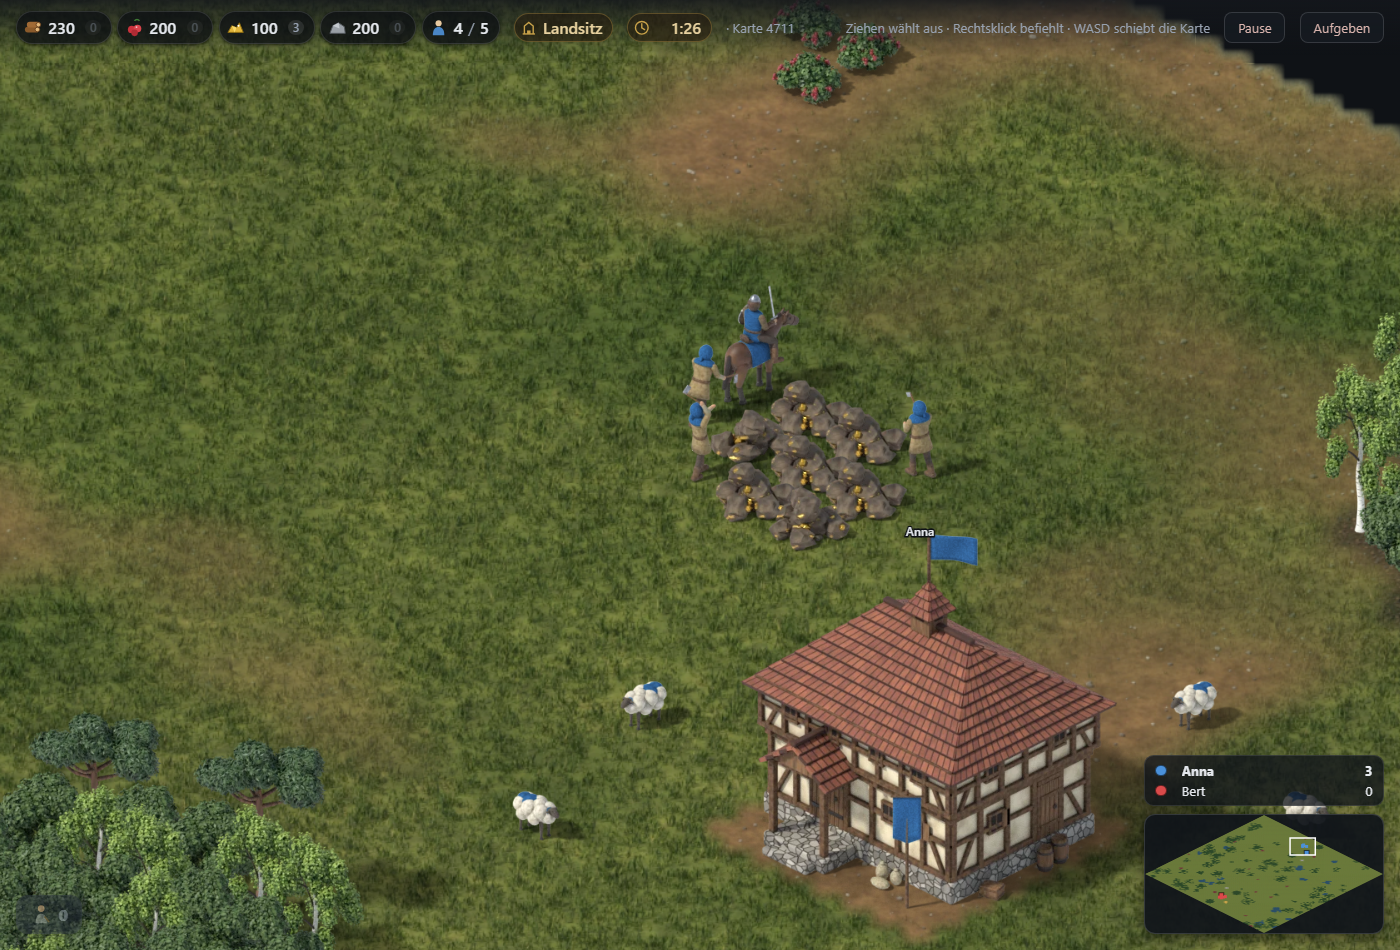 230 0 200 0 100 3 200 0 4 / 5 Landsitz 1:26 · Karte 4711 Ziehen wählt aus · Rechtsklick befiehlt · WASD schiebt die Karte Pause Aufgeben
Anna
Anna 3
Bert 0
0